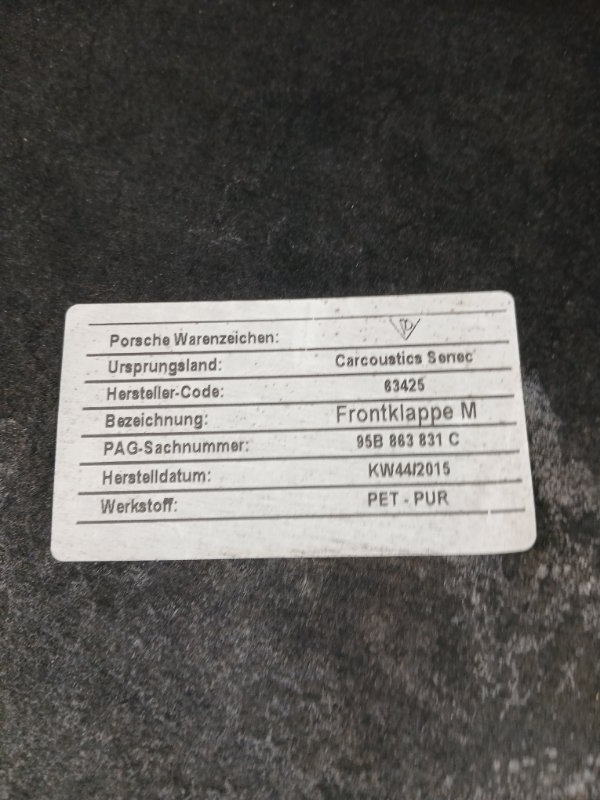 Porsche Warenzeichen:
Ursprungsland: Carcoustics Senec
Hersteller-Code: 63425
Bezeichnung: Frontklappe M
PAG-Sachnummer: 95B 863 831 C
Herstelldatum: KW44/2015
Werkstoff: PET - PUR